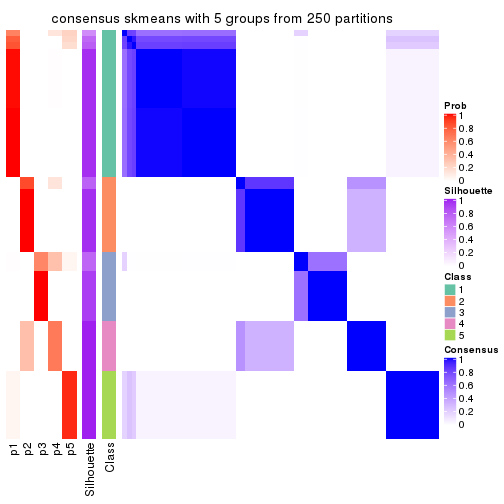 consensus skmeans with 5 groups from 250 partitions
Prob
1
0.8
0.6
0.4
0.2
0
Silhouette
1
0.8
0.6
0.4
0.2
0
Class
1
2
3
4
5
Consensus
1
0.8
0.6
0.4
0.2
0
p1
p2
p3
p4
p5
Silhouette
Class